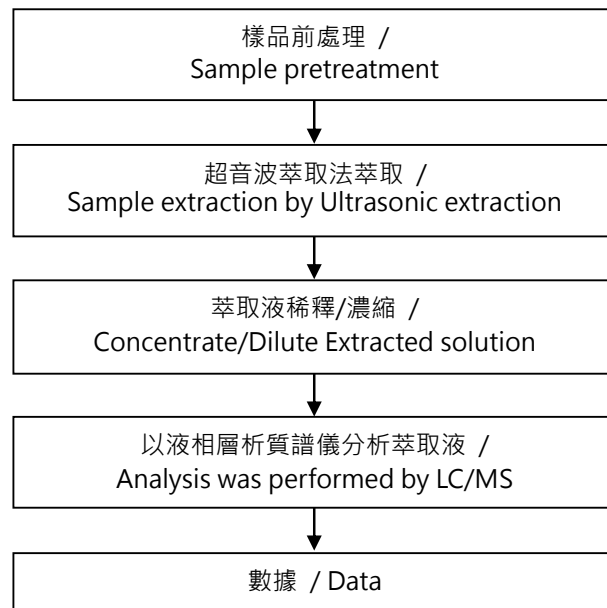 樣品前處理 /
Sample pretreatment
超音波萃取法萃取 /
Sample extraction by Ultrasonic extraction
萃取液稀釋/濃縮 /
Concentrate/Dilute Extracted solution
以液相層析質譜儀分析萃取液 /
Analysis was performed by LC/MS
數據 / Data